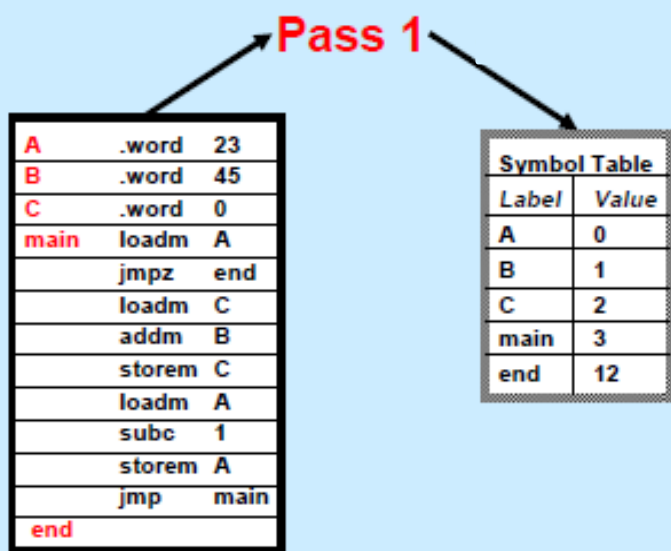 Pass 1
A .word 23
B .word 45
C .word 0
main loadm A
jmpz end
loadm C
addm B
storem C
loadm A
subc 1
storem A
jmp main
end
Symbol Table
Label Value
A 0
B 1
C 2
main 3
end 12